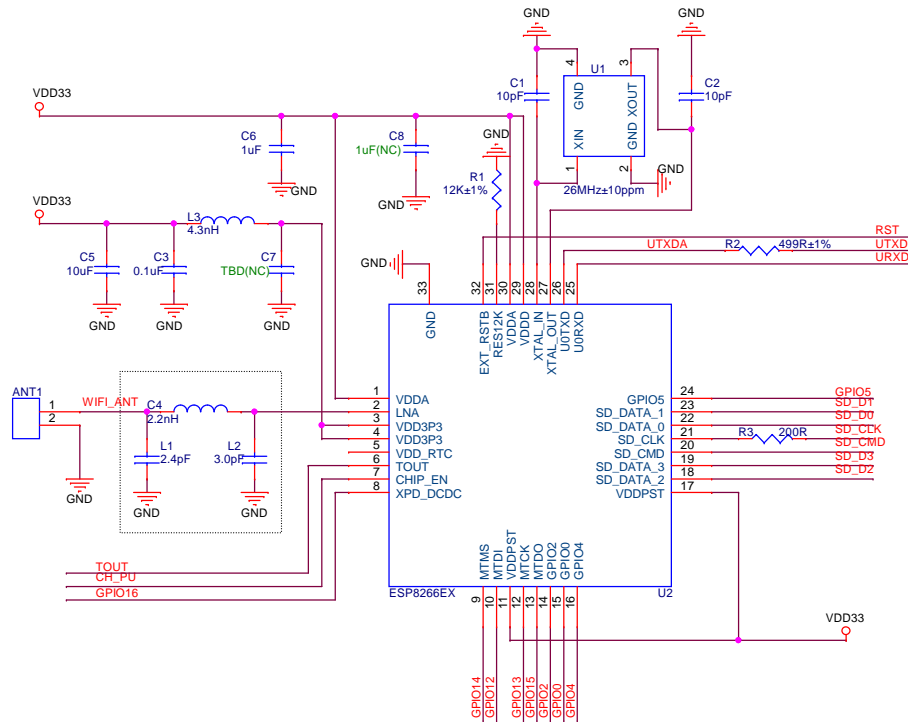 GND
GND
4
3
U1
C1
10pF
GND
XOUT
C2
10pF
XIN
GND
1
2
GND
26MHz±10ppm
VDD33
C6
1uF
GND
C8
1uF(NC)
GND
GND
R1
12K±1%
VDD33
L3
4.3nH
C5
10uF
C3
0.1uF
C7
TBD(NC)
GND
GND
GND
GND
RST
UTXDA
R2
499R±1%
UTXD
URXD
33
32
31
30
29
28
27
26
25
GND
EXT_RSTB
RES12K
VDDA
VDDD
XTAL_IN
XTAL_OUT
U0TXD
U0RXD
ANT1
1
2
WIFI_ANT
C4
2.2nH
L1
2.4pF
L2
3.0pF
GND
GND
GND
1 VDDA
2 LNA
3 VDD3P3
4 VDD3P3
5 VDD_RTC
6 TOUT
7 CHIP_EN
8 XPD_DCDC
GPIO5 24 GPIO5
SD_DATA_1 23 SD_D1
SD_DATA_0 22 SD_D0
SD_CLK 21 R3 200R SD_CLK
SD_CMD 20 SD_CMD
SD_DATA_3 19 SD_D3
SD_DATA_2 18 SD_D2
VDDPST 17
TOUT
CH_PU
GPIO16
MTMS
MTDI
VDDPST
MTCK
MTDO
GPIO2
GPIO0
GPIO4
ESP8266EX
U2
9
10
11
12
13
14
15
16
VDD33
GPIO14
GPIO12
GPIO13
GPIO15
GPIO2
GPIO0
GPIO4